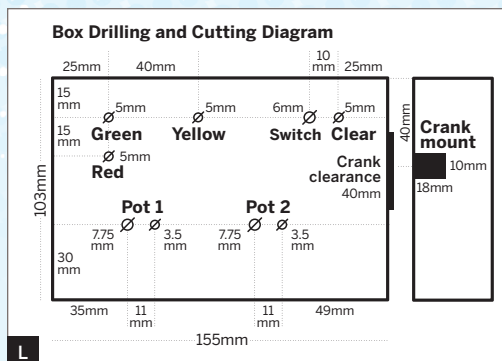 Box Drilling and Cutting Diagram
25mm 40mm 10 mm 25mm
15 mm
5mm 5mm 6mm 5mm
Green Yellow Switch Clear
15 mm
5mm
Red
40mm
Crank mount
10mm
18mm
Crank clearance
40mm
103mm
Pot 1 Pot 2
7.75 mm 3.5 mm 7.75 mm 3.5 mm
30 mm
35mm 11 mm 11 mm 49mm
155mm
L